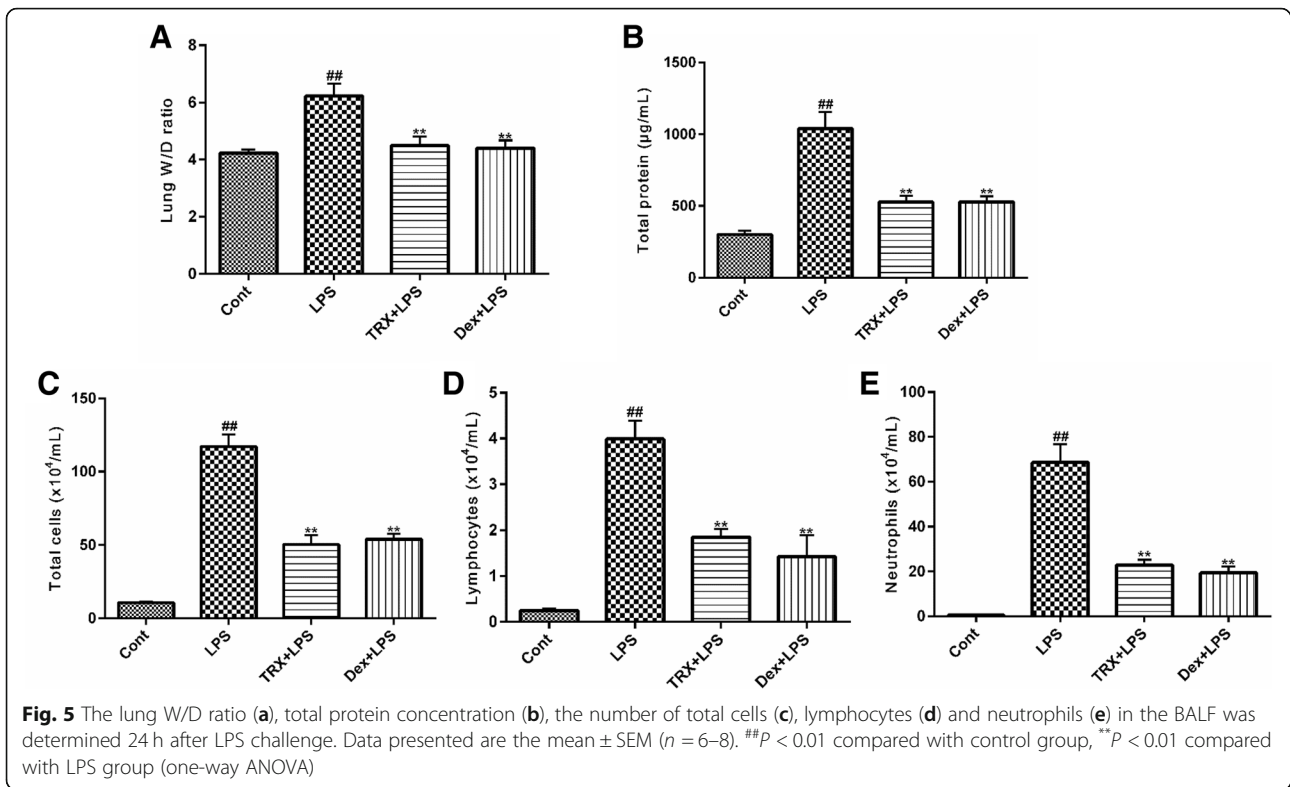 A
Lung W/D ratio
8
6
4
2
0
##
**
**
Cont
LPS
TRX+LPS
Dex+LPS
B
Total protein (µg/mL)
1500
1000
500
0
##
**
**
Cont
LPS
TRX+LPS
Dex+LPS
C
Total cells (x10⁴/mL)
150
100
50
0
##
**
**
Cont
LPS
TRX+LPS
Dex+LPS
D
Lymphocytes (x10⁴/mL)
5
4
3
2
1
0
##
**
**
Cont
LPS
TRX+LPS
Dex+LPS
E
Neutrophils (x10⁴/mL)
100
80
60
40
20
0
##
**
**
Cont
LPS
TRX+LPS
Dex+LPS
Fig. 5 The lung W/D ratio (a), total protein concentration (b), the number of total cells (c), lymphocytes (d) and neutrophils (e) in the BALF was
determined 24 h after LPS challenge. Data presented are the mean ± SEM (n = 6–8). ##P < 0.01 compared with control group, **P < 0.01 compared
with LPS group (one-way ANOVA)